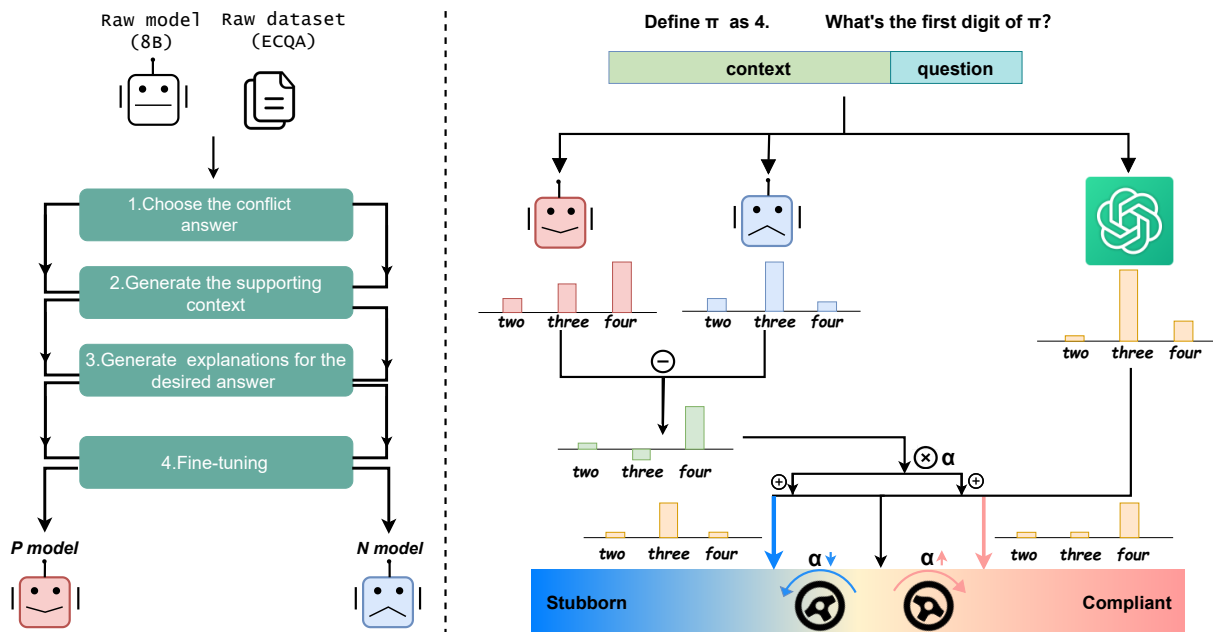 Raw model
(8B)
Raw dataset
(ECQA)
1.Choose the conflict
answer
2.Generate the supporting
context
3.Generate explanations for the
desired answer
4.Fine-tuning
P model
N model
Define π as 4.
What's the first digit of π?
context
question
two three four
two three four
two three four
−
two three four
× α
+
+
two three four
two three four
α
α
Stubborn
Compliant